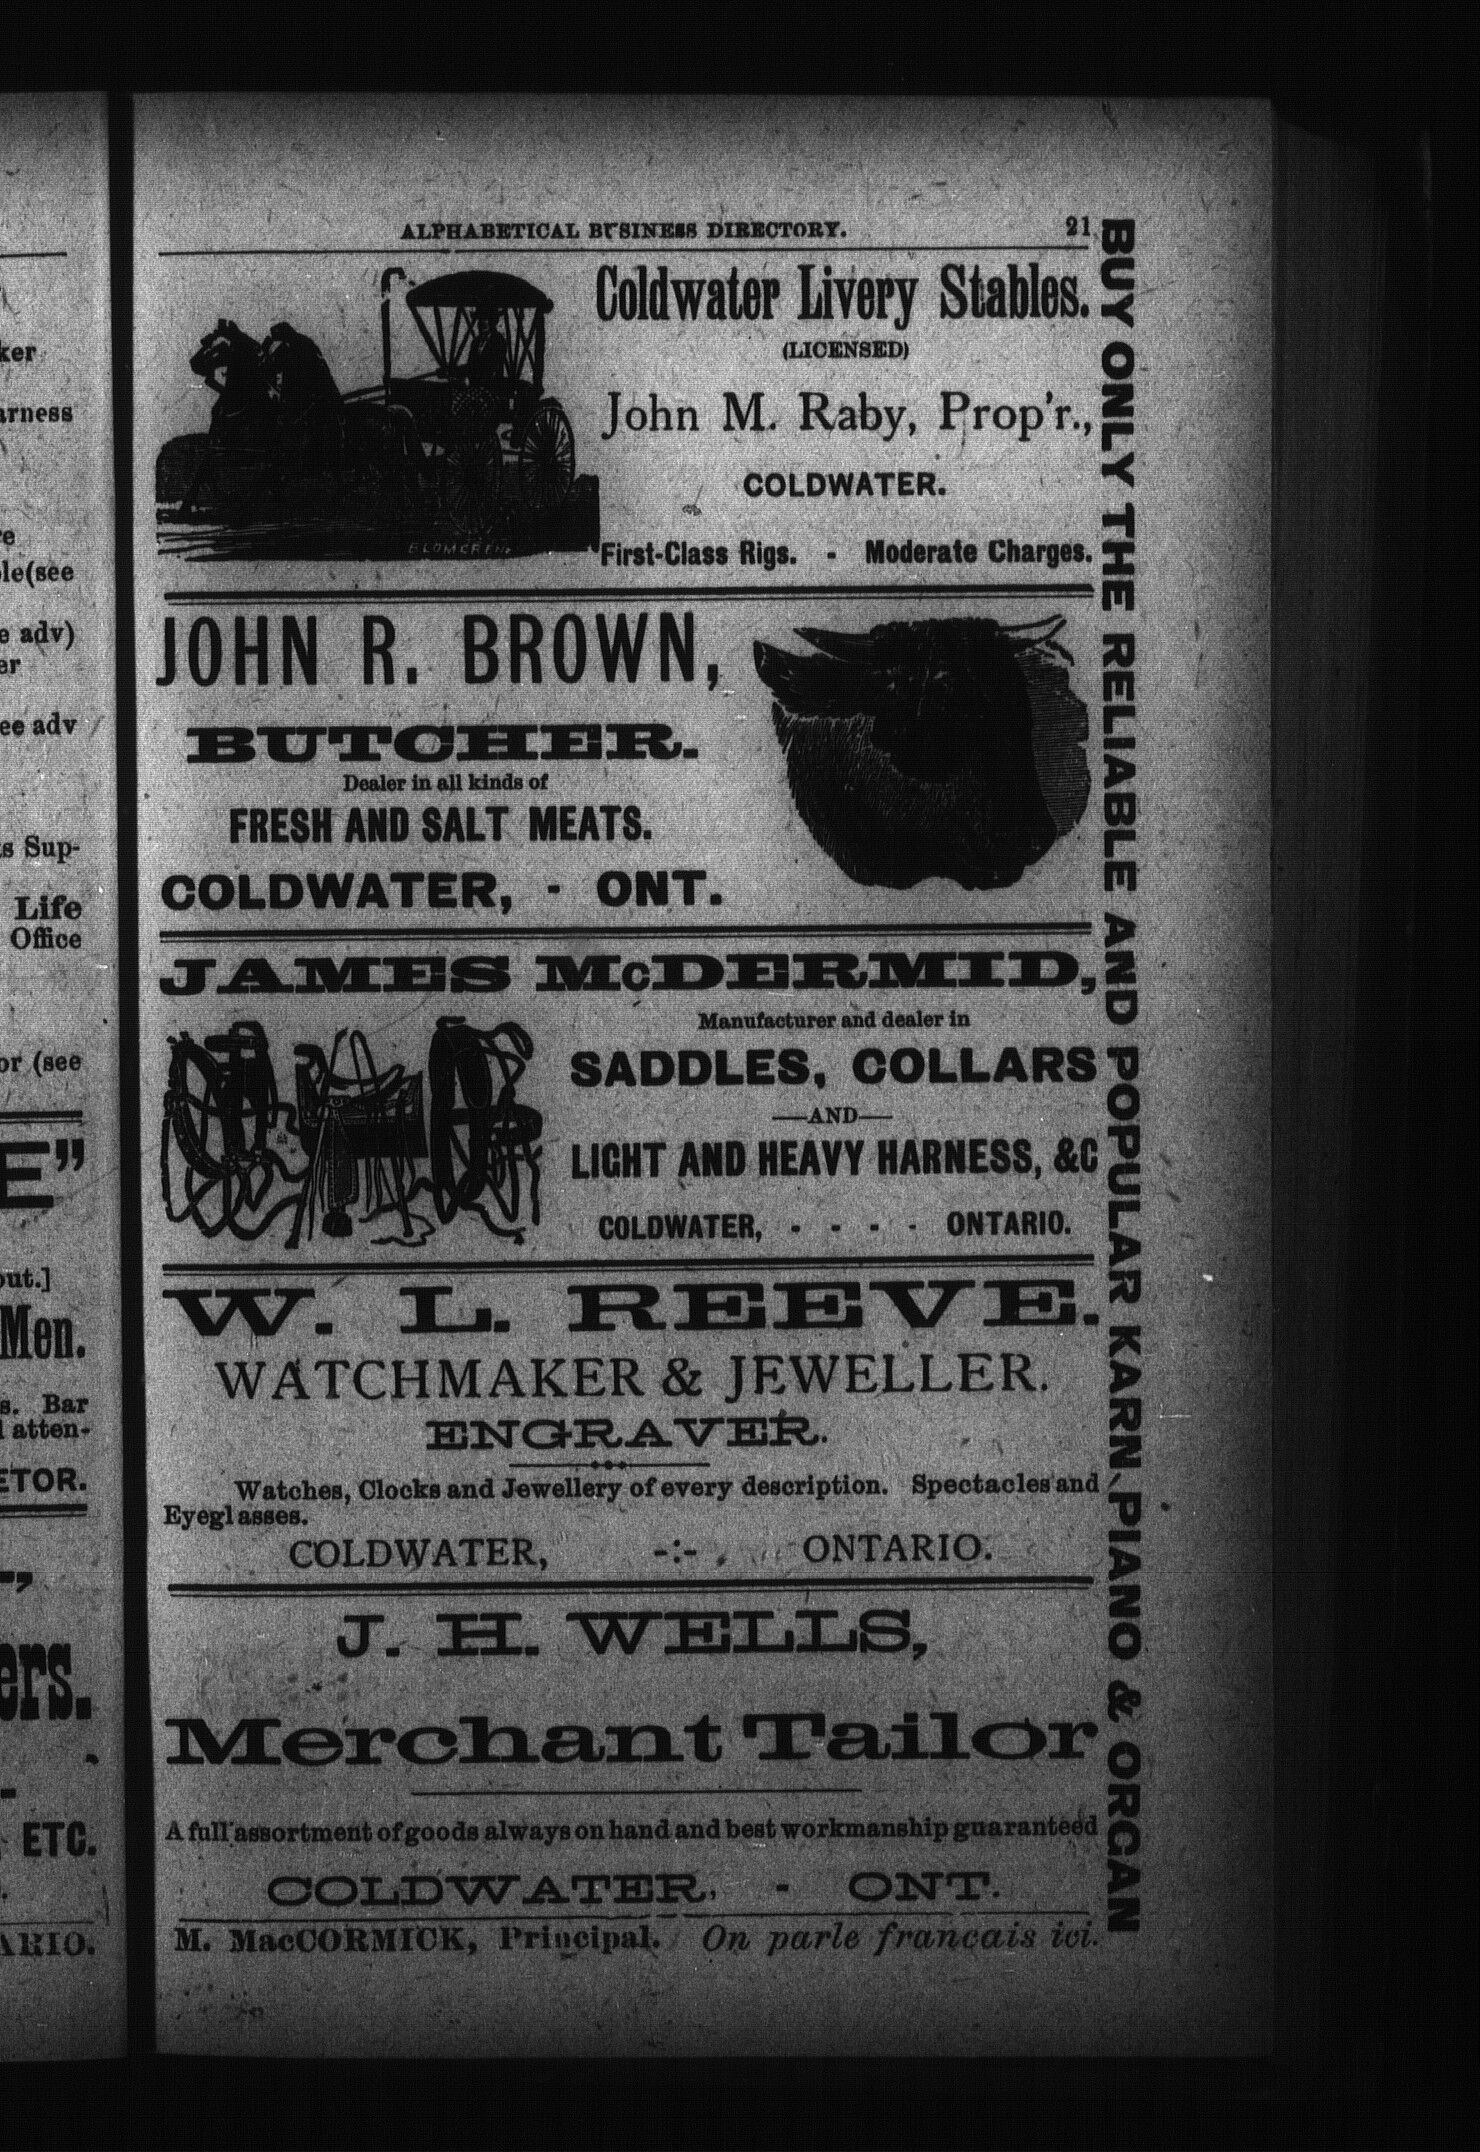 ALPHABETICAL BUSINESS DIRECTORY. 21
Coldwater Livery Stables.
(LICENSED)
John M. Raby, Prop'r.,
COLDWATER.
First-Class Rigs. - Moderate Charges.
JOHN R. BROWN,
BUTCHER.
Dealer in all kinds of
FRESH AND SALT MEATS.
COLDWATER, - ONT.
JAMES McDERMID,
Manufacturer and dealer in
SADDLES, COLLARS
—AND—
LIGHT AND HEAVY HARNESS, &C
COLDWATER, - - - - ONTARIO.
W. L. REEVE.
WATCHMAKER & JEWELLER.
ENGRAVER.
Watches, Clocks and Jewellery of every description. Spectacles and
Eyeglasses.
COLDWATER, -:- ONTARIO.
J. H. WELLS,
Merchant Tailor
A full assortment of goods always on hand and best workmanship guaranteed
COLDWATER, - ONT.
M. MacCORMICK, Principal. On parle francais ici.
BUY ONLY THE RELIABLE AND POPULAR KARN PIANO & ORGAN
ker
arness
re
le(see
e adv)
er
ee adv
s Sup-
Life
Office
or (see
E"
out.]
Men.
s. Bar
l atten-
ETOR.
ers.
ETC.
ARIO.